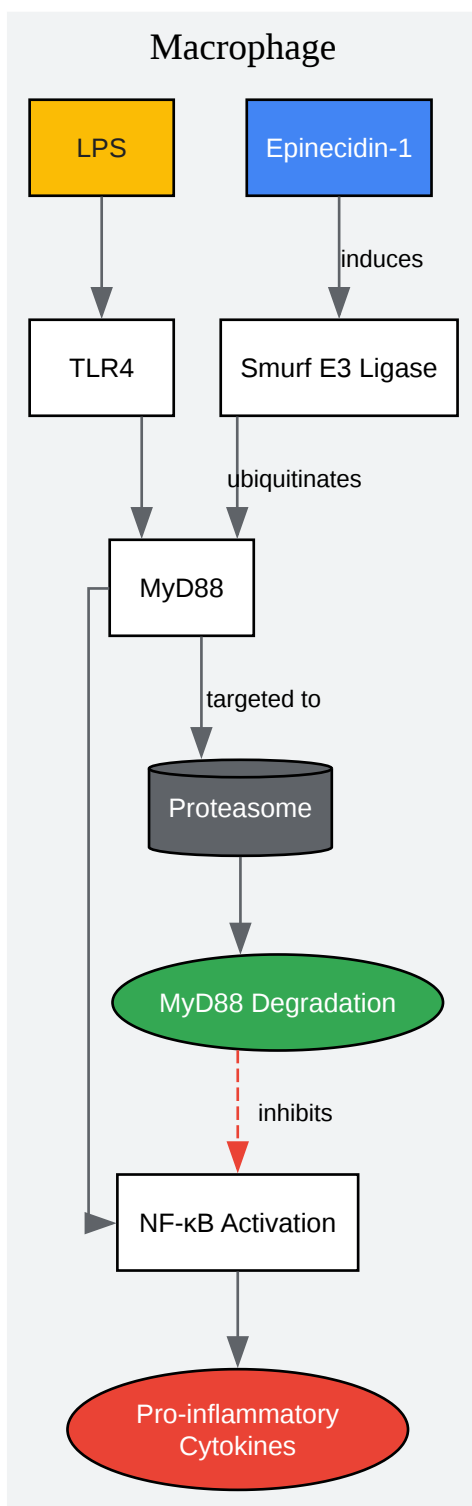 Macrophage
LPS
Epinecidin-1
induces
TLR4
Smurf E3 Ligase
ubiquitinates
MyD88
targeted to
Proteasome
MyD88 Degradation
inhibits
NF-κB Activation
Pro-inflammatory
Cytokines